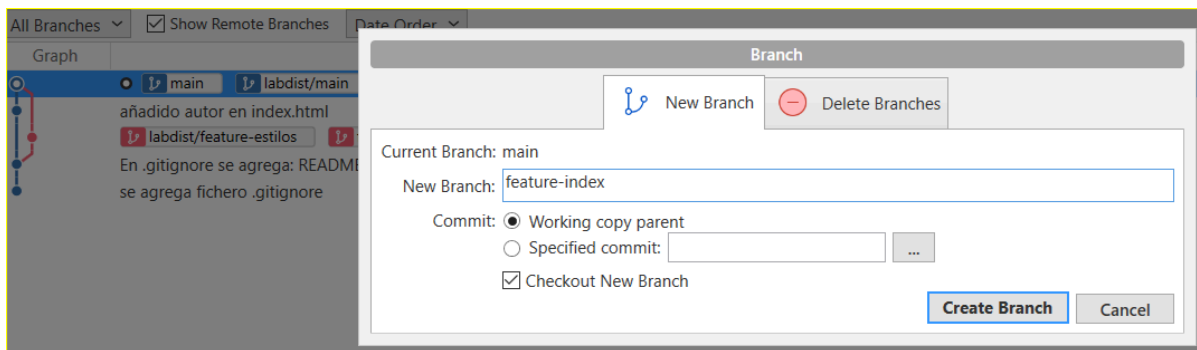 All Branches Show Remote Branches Date Order
Graph
main labdist/main
añadido autor en index.html
labdist/feature-estilos
En .gitignore se agrega: README
se agrega fichero .gitignore
Branch
New Branch Delete Branches
Current Branch: main
New Branch: feature-index
Commit: Working copy parent
Specified commit: ...
Checkout New Branch
Create Branch Cancel